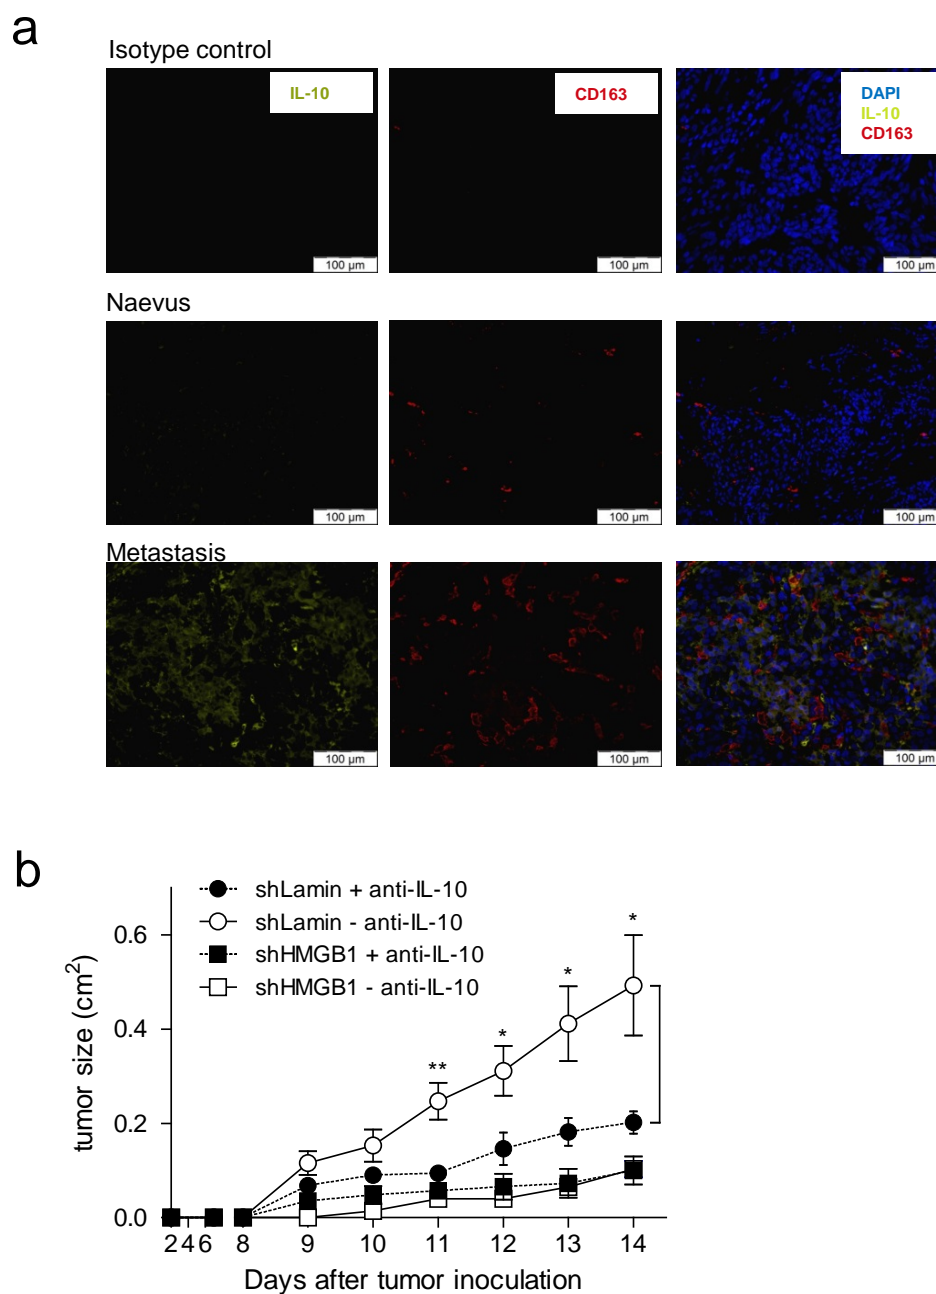 a
Isotype control
IL-10
CD163
DAPI
IL-10
CD163
100 µm
100 µm
100 µm
Naevus
100 µm
100 µm
100 µm
Metastasis
100 µm
100 µm
100 µm
b
shLamin + anti-IL-10
shLamin - anti-IL-10
shHMGB1 + anti-IL-10
shHMGB1 - anti-IL-10
tumor size (cm²)
0.6
0.4
0.2
0.0
*
*
*
**
2 4 6 8 9 10 11 12 13 14
Days after tumor inoculation